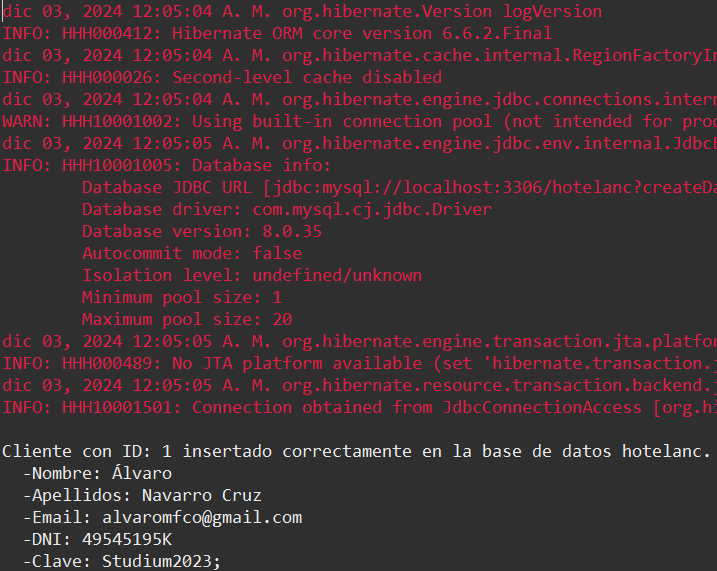 dic 03, 2024 12:05:04 A. M. org.hibernate.Version logVersion
INFO: HHH000412: Hibernate ORM core version 6.6.2.Final
dic 03, 2024 12:05:04 A. M. org.hibernate.cache.internal.RegionFactoryIn
INFO: HHH000026: Second-level cache disabled
dic 03, 2024 12:05:04 A. M. org.hibernate.engine.jdbc.connections.intern
WARN: HHH10001002: Using built-in connection pool (not intended for prod
dic 03, 2024 12:05:05 A. M. org.hibernate.engine.jdbc.env.internal.JdbcE
INFO: HHH10001005: Database info:
Database JDBC URL [jdbc:mysql://localhost:3306/hotelanc?createDa
Database driver: com.mysql.cj.jdbc.Driver
Database version: 8.0.35
Autocommit mode: false
Isolation level: undefined/unknown
Minimum pool size: 1
Maximum pool size: 20
dic 03, 2024 12:05:05 A. M. org.hibernate.engine.transaction.jta.platfor
INFO: HHH000489: No JTA platform available (set 'hibernate.transaction.j
dic 03, 2024 12:05:05 A. M. org.hibernate.resource.transaction.backend.j
INFO: HHH10001501: Connection obtained from JdbcConnectionAccess [org.hi
Cliente con ID: 1 insertado correctamente en la base de datos hotelanc.
-Nombre: Álvaro
-Apellidos: Navarro Cruz
-Email: alvaromfco@gmail.com
-DNI: 49545195K
-Clave: Studium2023;